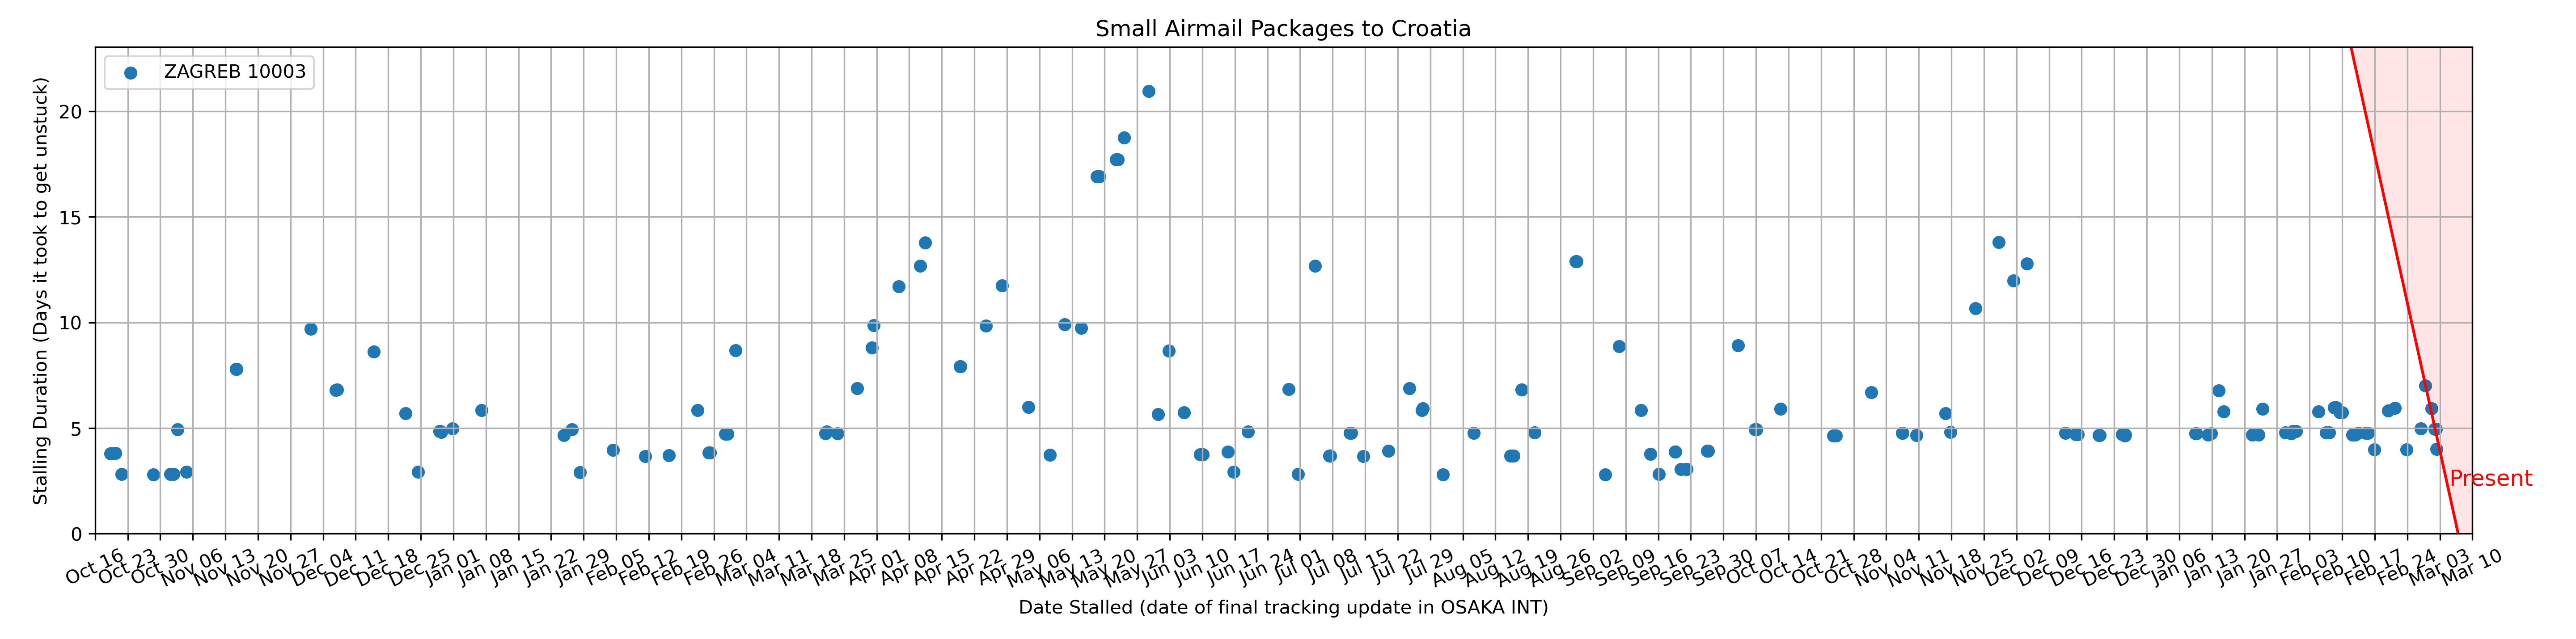 Small Airmail Packages to Croatia
ZAGREB 10003
Stalling Duration (Days it took to get unstuck)
20
15
10
5
0
Present
Oct 16
Oct 23
Oct 30
Nov 06
Nov 13
Nov 20
Nov 27
Dec 04
Dec 11
Dec 18
Dec 25
Jan 01
Jan 08
Jan 15
Jan 22
Jan 29
Feb 05
Feb 12
Feb 19
Feb 26
Mar 04
Mar 11
Mar 18
Mar 25
Apr 01
Apr 08
Apr 15
Apr 22
Apr 29
May 06
May 13
May 20
May 27
Jun 03
Jun 10
Jun 17
Jun 24
Jul 01
Jul 08
Jul 15
Jul 22
Jul 29
Aug 05
Aug 12
Aug 19
Aug 26
Sep 02
Sep 09
Sep 16
Sep 23
Sep 30
Oct 07
Oct 14
Oct 21
Oct 28
Nov 04
Nov 11
Nov 18
Nov 25
Dec 02
Dec 09
Dec 16
Dec 23
Dec 30
Jan 06
Jan 13
Jan 20
Jan 27
Feb 03
Feb 10
Feb 17
Feb 24
Mar 03
Mar 10
Date Stalled (date of final tracking update in OSAKA INT)